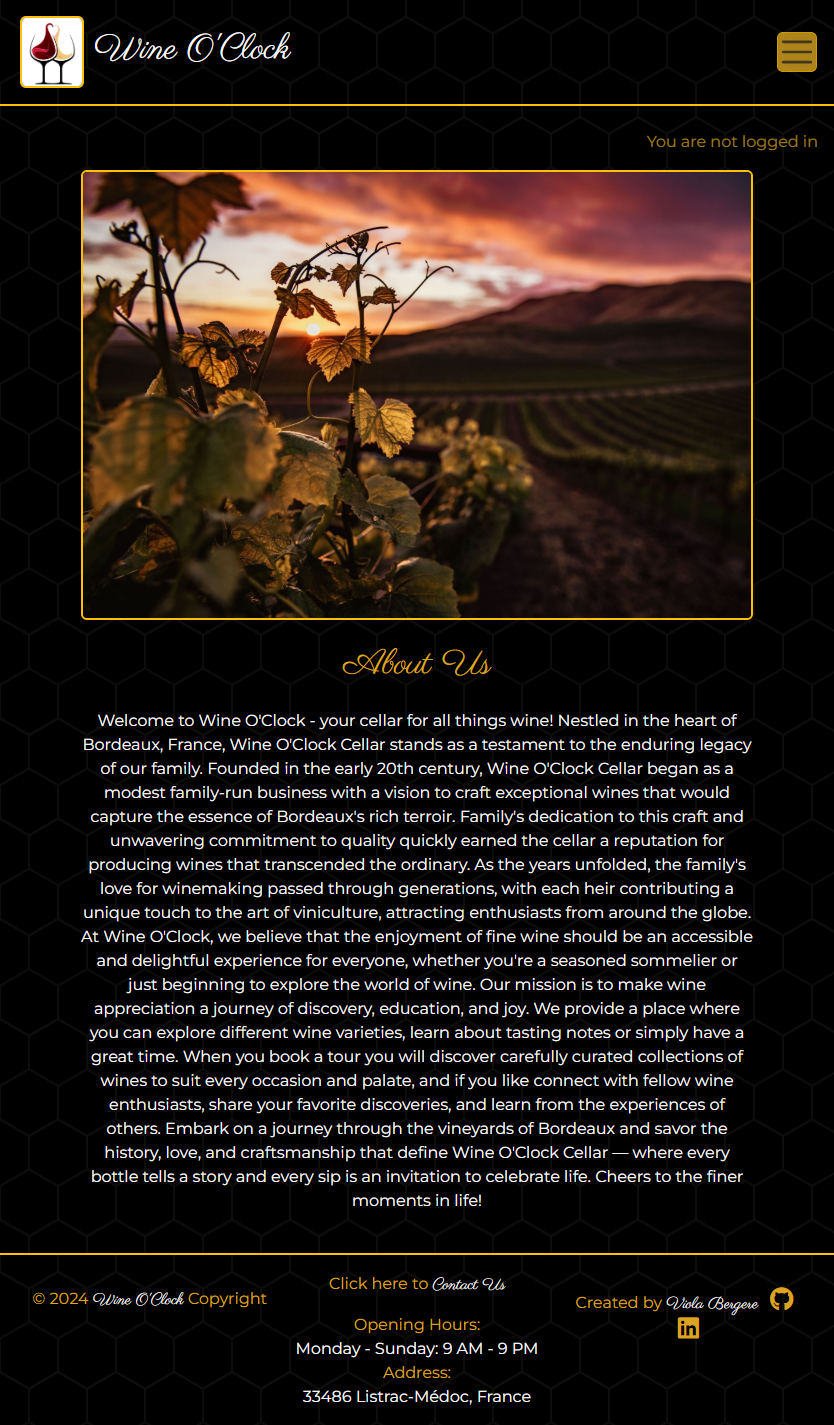 Wine O'Clock
You are not logged in
About Us
Welcome to Wine O'Clock - your cellar for all things wine! Nestled in the heart of
Bordeaux, France, Wine O'Clock Cellar stands as a testament to the enduring legacy
of our family. Founded in the early 20th century, Wine O'Clock Cellar began as a
modest family-run business with a vision to craft exceptional wines that would
capture the essence of Bordeaux's rich terroir. Family's dedication to this craft and
unwavering commitment to quality quickly earned the cellar a reputation for
producing wines that transcended the ordinary. As the years unfolded, the family's
love for winemaking passed through generations, with each heir contributing a
unique touch to the art of viniculture, attracting enthusiasts from around the globe.
At Wine O'Clock, we believe that the enjoyment of fine wine should be an accessible
and delightful experience for everyone, whether you're a seasoned sommelier or
just beginning to explore the world of wine. Our mission is to make wine
appreciation a journey of discovery, education, and joy. We provide a place where
you can explore different wine varieties, learn about tasting notes or simply have a
great time. When you book a tour you will discover carefully curated collections of
wines to suit every occasion and palate, and if you like connect with fellow wine
enthusiasts, share your favorite discoveries, and learn from the experiences of
others. Embark on a journey through the vineyards of Bordeaux and savor the
history, love, and craftsmanship that define Wine O'Clock Cellar — where every
bottle tells a story and every sip is an invitation to celebrate life. Cheers to the finer
moments in life!
© 2024 Wine O'Clock Copyright
Click here to Contact Us
Opening Hours:
Monday - Sunday: 9 AM - 9 PM
Address:
33486 Listrac-Médoc, France
Created by Viola Bergere
in